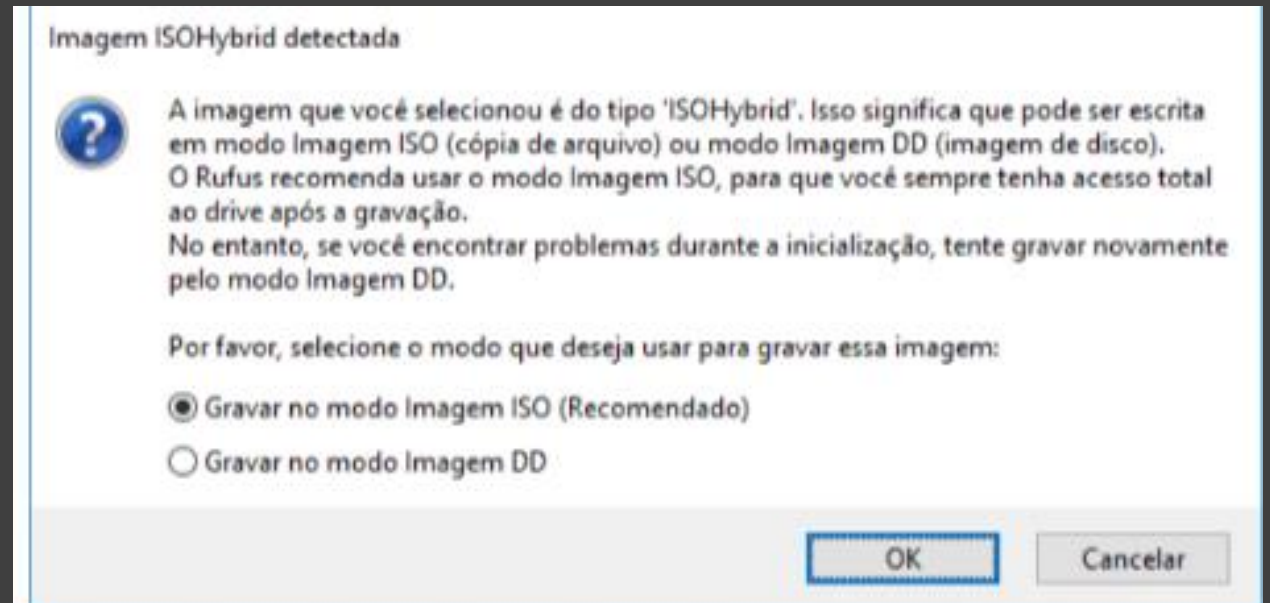 Imagem ISOHybrid detectada
A imagem que você selecionou é do tipo 'ISOHybrid'. Isso significa que pode ser escrita
em modo Imagem ISO (cópia de arquivo) ou modo Imagem DD (imagem de disco).
O Rufus recomenda usar o modo Imagem ISO, para que você sempre tenha acesso total
ao drive após a gravação.
No entanto, se você encontrar problemas durante a inicialização, tente gravar novamente
pelo modo Imagem DD.
Por favor, selecione o modo que deseja usar para gravar essa imagem:
Gravar no modo Imagem ISO (Recomendado)
Gravar no modo Imagem DD
OK
Cancelar